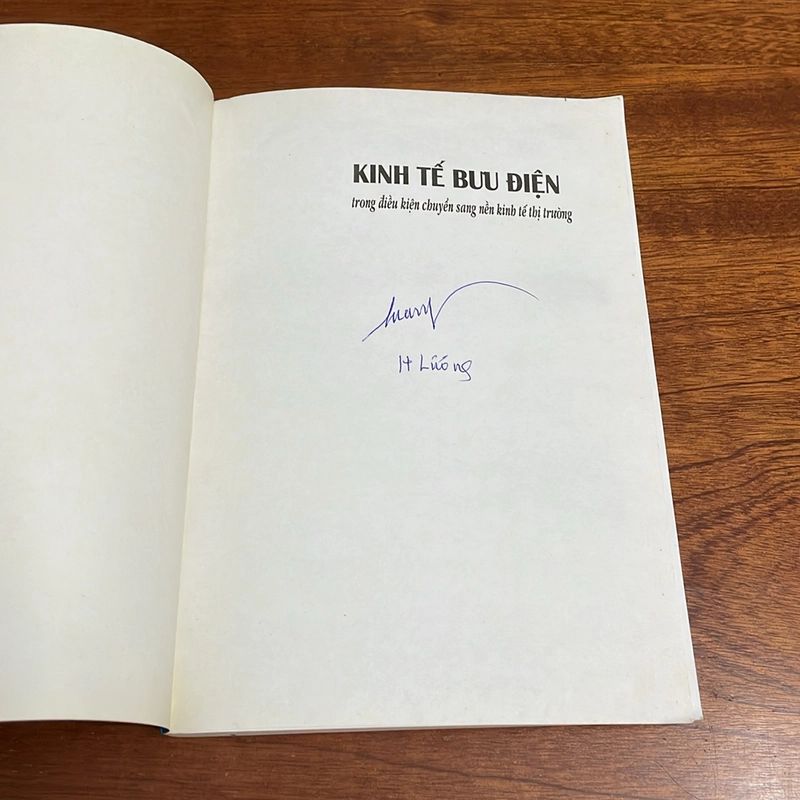 KINH TẾ BƯU ĐIỆN
trong điều kiện chuyển sang nền kinh tế thị trường
H Lương